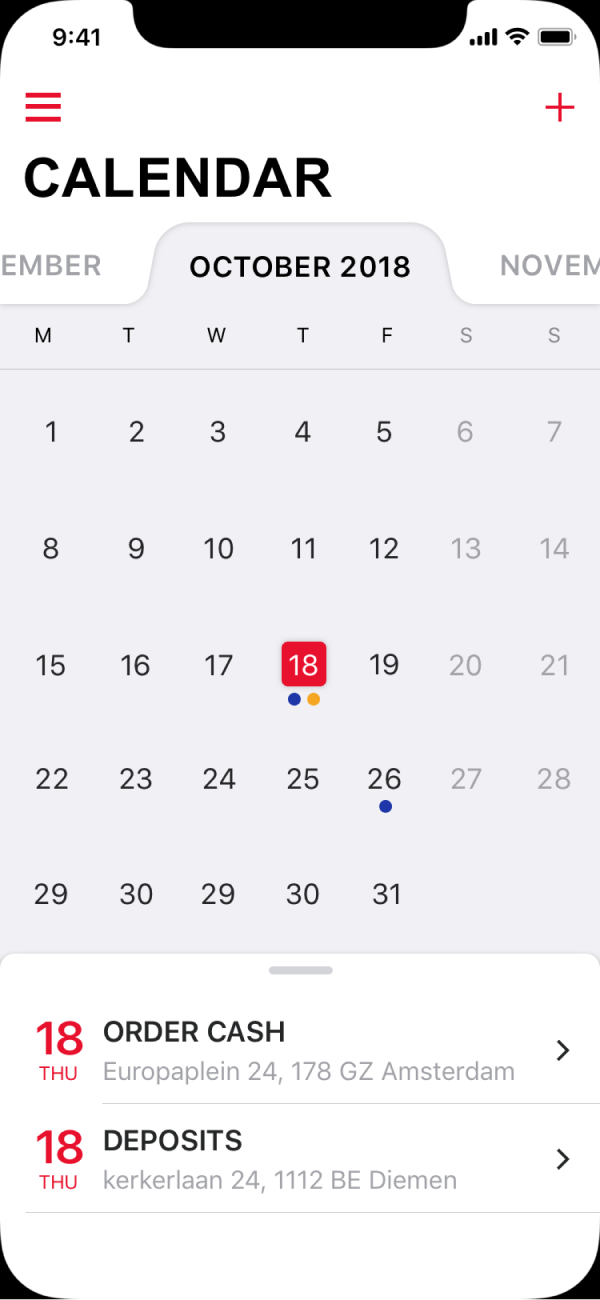 9:41
CALENDAR
EMBER OCTOBER 2018 NOVEM
M T W T F S S
1 2 3 4 5 6 7
8 9 10 11 12 13 14
15 16 17 18 19 20 21
22 23 24 25 26 27 28
29 30 29 30 31
18 ORDER CASH
THU Europaplein 24, 178 GZ Amsterdam
18 DEPOSITS
THU kerkerlaan 24, 1112 BE Diemen